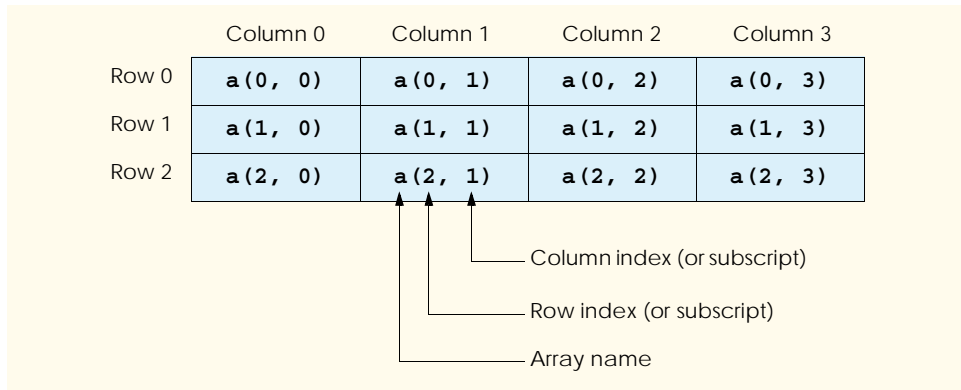 Column 0 Column 1 Column 2 Column 3
Row 0 a(0, 0) a(0, 1) a(0, 2) a(0, 3)
Row 1 a(1, 0) a(1, 1) a(1, 2) a(1, 3)
Row 2 a(2, 0) a(2, 1) a(2, 2) a(2, 3)
Column index (or subscript)
Row index (or subscript)
Array name